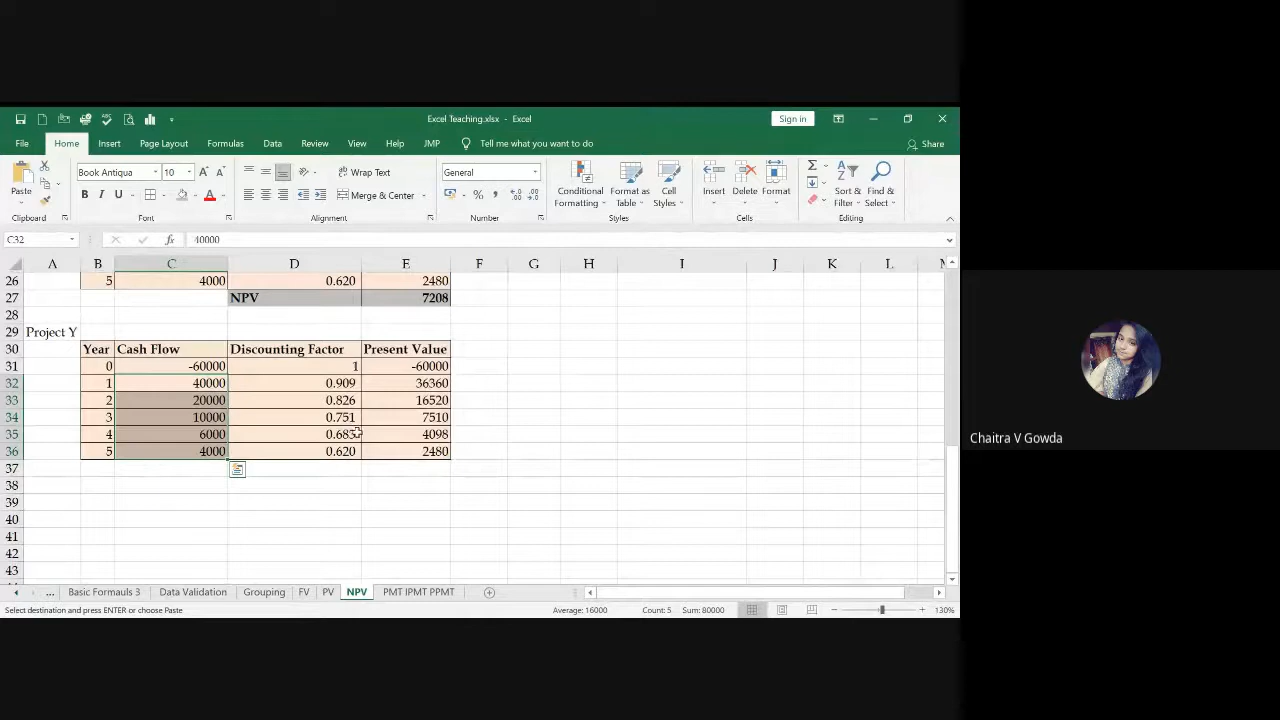 Excel Teaching.xlsx - Excel
Sign in
File Home Insert Page Layout Formulas Data Review View Help JMP Tell me what you want to do Share
Book Antiqua 10 Wrap Text General
Paste B I U Merge & Center Conditional Formatting Format as Table Cell Styles Insert Delete Format Sort & Filter Find & Select
Clipboard Font Alignment Number Styles Cells Editing
C32 fx 40000
A B C D E F G H I J K L
26 5 4000 0.620 2480
27 NPV 7208
28
29 Project Y
30 Year Cash Flow Discounting Factor Present Value
31 0 -60000 1 -60000
32 1 40000 0.909 36360
33 2 20000 0.826 16520
34 3 10000 0.751 7510
35 4 6000 0.683 4098
36 5 4000 0.620 2480
37
38
39
40
41
42
43
... Basic Formauls 3 Data Validation Grouping FV PV NPV PMT IPMT PPMT
Select destination and press ENTER or choose Paste Average: 16000 Count: 5 Sum: 80000 130%
Chaitra V Gowda